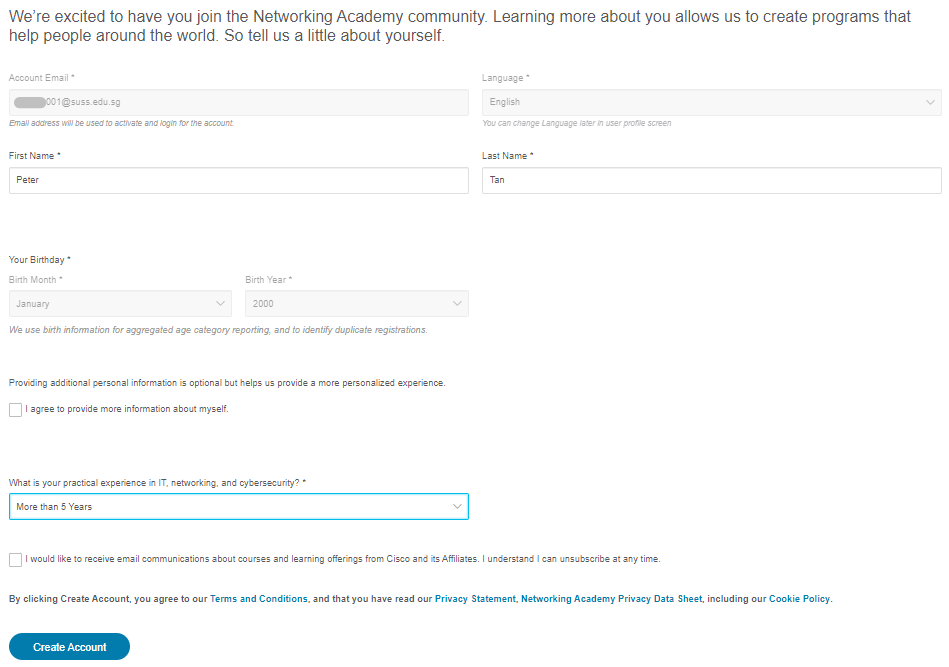 We're excited to have you join the Networking Academy community. Learning more about you allows us to create programs that
help people around the world. So tell us a little about yourself.
Account Email *
Language *
001@suss.edu.sg
English
Email address will be used to activate and login for the account.
You can change Language later in user profile screen
First Name *
Last Name *
Peter
Tan
Your Birthday *
Birth Month *
Birth Year *
January
2000
We use birth information for aggregated age category reporting, and to identify duplicate registrations.
Providing additional personal information is optional but helps us provide a more personalized experience.
I agree to provide more information about myself.
What is your practical experience in IT, networking, and cybersecurity? *
More than 5 Years
I would like to receive email communications about courses and learning offerings from Cisco and its Affiliates. I understand I can unsubscribe at any time.
By clicking Create Account, you agree to our Terms and Conditions, and that you have read our Privacy Statement, Networking Academy Privacy Data Sheet, including our Cookie Policy.
Create Account